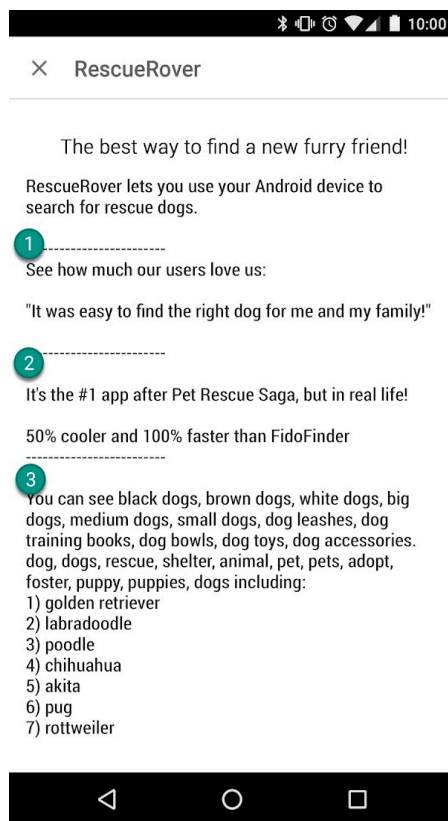 10:00
× RescueRover
The best way to find a new furry friend!
RescueRover lets you use your Android device to
search for rescue dogs.
1
------------------------
See how much our users love us:
"It was easy to find the right dog for me and my family!"
------------------------
2
It's the #1 app after Pet Rescue Saga, but in real life!
50% cooler and 100% faster than FidoFinder
------------------------
3
You can see black dogs, brown dogs, white dogs, big
dogs, medium dogs, small dogs, dog leashes, dog
training books, dog bowls, dog toys, dog accessories.
dog, dogs, rescue, shelter, animal, pet, pets, adopt,
foster, puppy, puppies, dogs including:
1) golden retriever
2) labradoodle
3) poodle
4) chihuahua
5) akita
6) pug
7) rottweiler